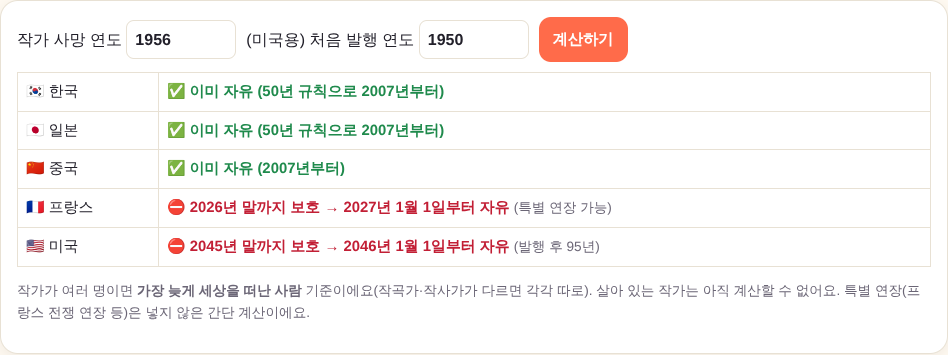 작가 사망 연도 1956 (미국용) 처음 발행 연도 1950 계산하기
한국 ✅ 이미 자유 (50년 규칙으로 2007년부터)
일본 ✅ 이미 자유 (50년 규칙으로 2007년부터)
중국 ✅ 이미 자유 (2007년부터)
프랑스 ⛔ 2026년 말까지 보호 → 2027년 1월 1일부터 자유 (특별 연장 가능)
미국 ⛔ 2045년 말까지 보호 → 2046년 1월 1일부터 자유 (발행 후 95년)
작가가 여러 명이면 가장 늦게 세상을 떠난 사람 기준이에요(작곡가·작사가가 다르면 각각 따로). 살아 있는 작가는 아직 계산할 수 없어요. 특별 연장(프
랑스 전쟁 연장 등)은 넣지 않은 간단 계산이에요.